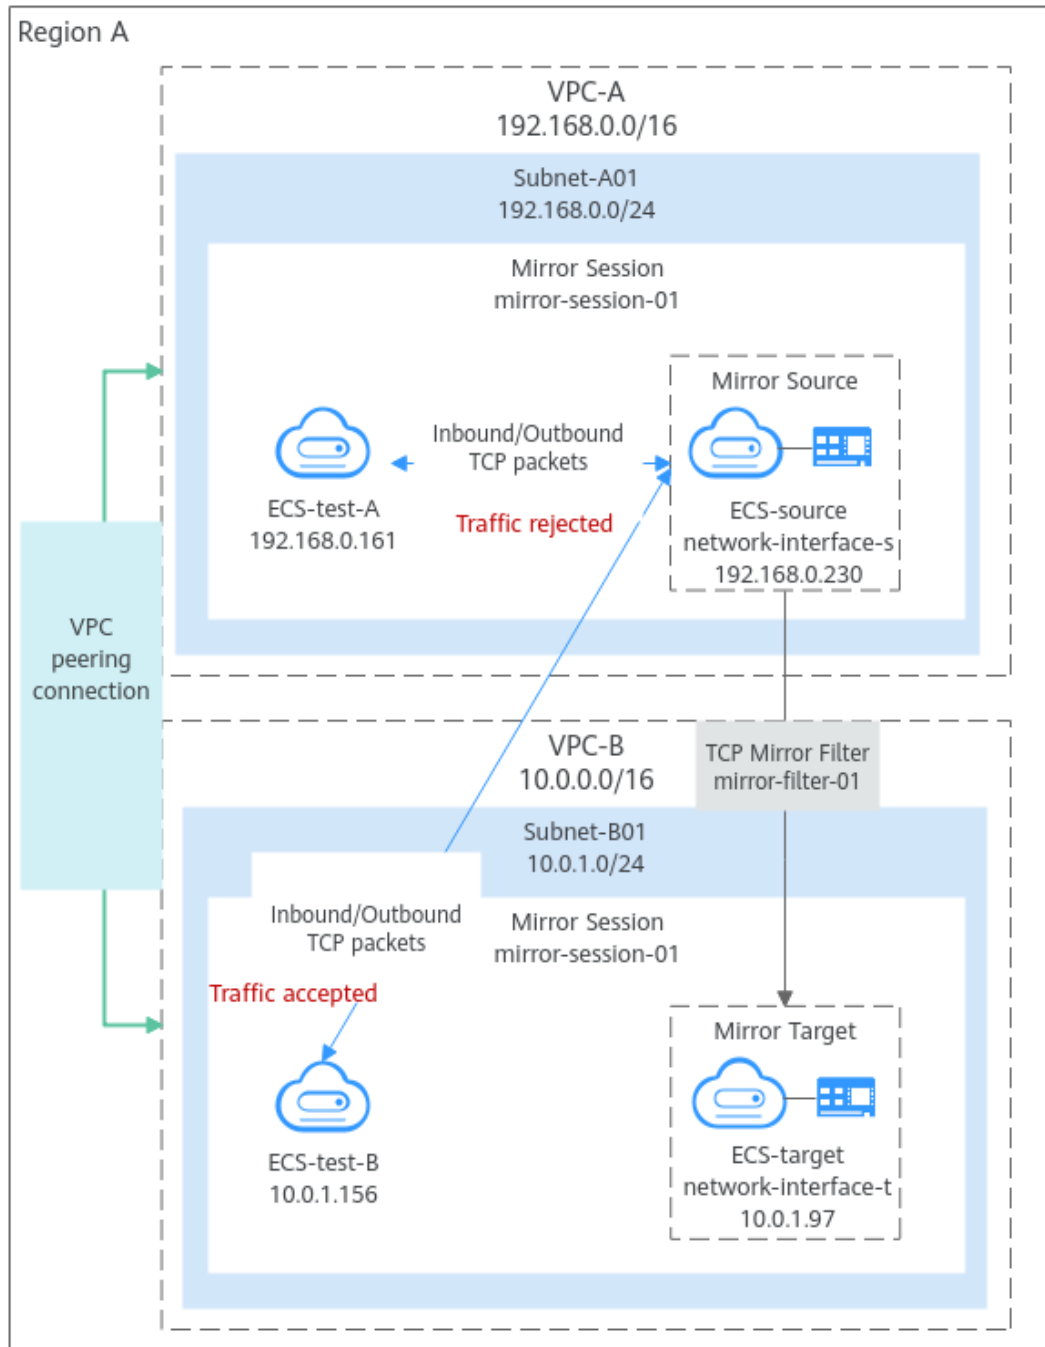 Region A
VPC-A
192.168.0.0/16
Subnet-A01
192.168.0.0/24
Mirror Session
mirror-session-01
Mirror Source
Inbound/Outbound
TCP packets
ECS-test-A
192.168.0.161
Traffic rejected
ECS-source
network-interface-s
192.168.0.230
VPC
peering
connection
VPC-B
10.0.0.0/16
TCP Mirror Filter
mirror-filter-01
Subnet-B01
10.0.1.0/24
Inbound/Outbound
TCP packets
Mirror Session
mirror-session-01
Traffic accepted
Mirror Target
ECS-test-B
10.0.1.156
ECS-target
network-interface-t
10.0.1.97